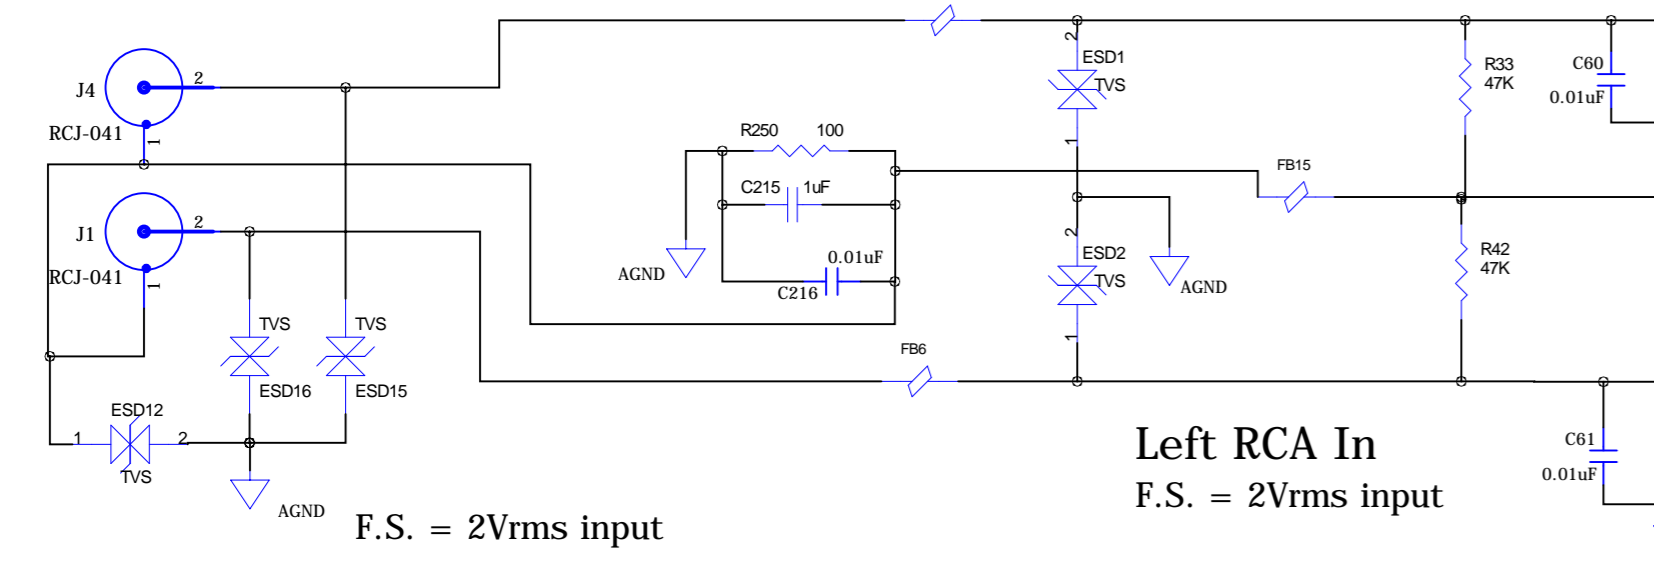 J4
2
RCJ-041
1
J1
2
RCJ-041
1
TVS
TVS
ESD16
ESD15
ESD12
1
2
TVS
AGND
F.S. = 2Vrms input
R250 100
C215 1uF
0.01uF
C216
AGND
2
ESD1
TVS
1
FB15
2
ESD2
TVS
1
AGND
FB6
R33
47K
C60
0.01uF
R42
47K
Left RCA In
F.S. = 2Vrms input
C61
0.01uF